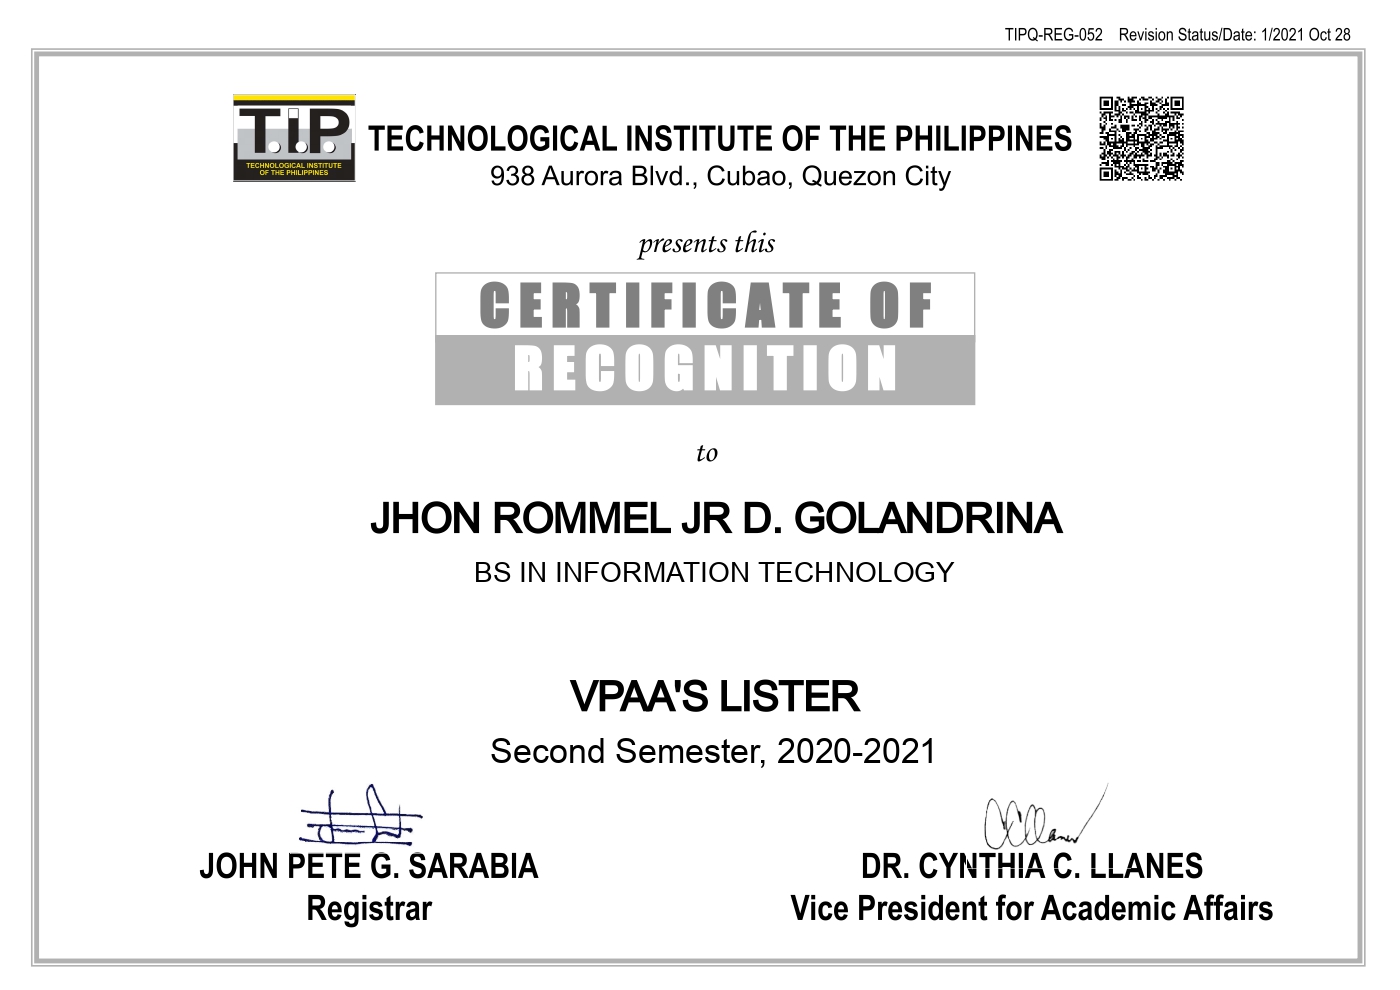 TIPQ-REG-052 Revision Status/Date: 1/2021 Oct 28
T.i.P.
TECHNOLOGICAL INSTITUTE
OF THE PHILIPPINES
TECHNOLOGICAL INSTITUTE OF THE PHILIPPINES
938 Aurora Blvd., Cubao, Quezon City
presents this
CERTIFICATE OF
RECOGNITION
to
JHON ROMMEL JR D. GOLANDRINA
BS IN INFORMATION TECHNOLOGY
VPAA'S LISTER
Second Semester, 2020-2021
JOHN PETE G. SARABIA
Registrar
DR. CYNTHIA C. LLANES
Vice President for Academic Affairs